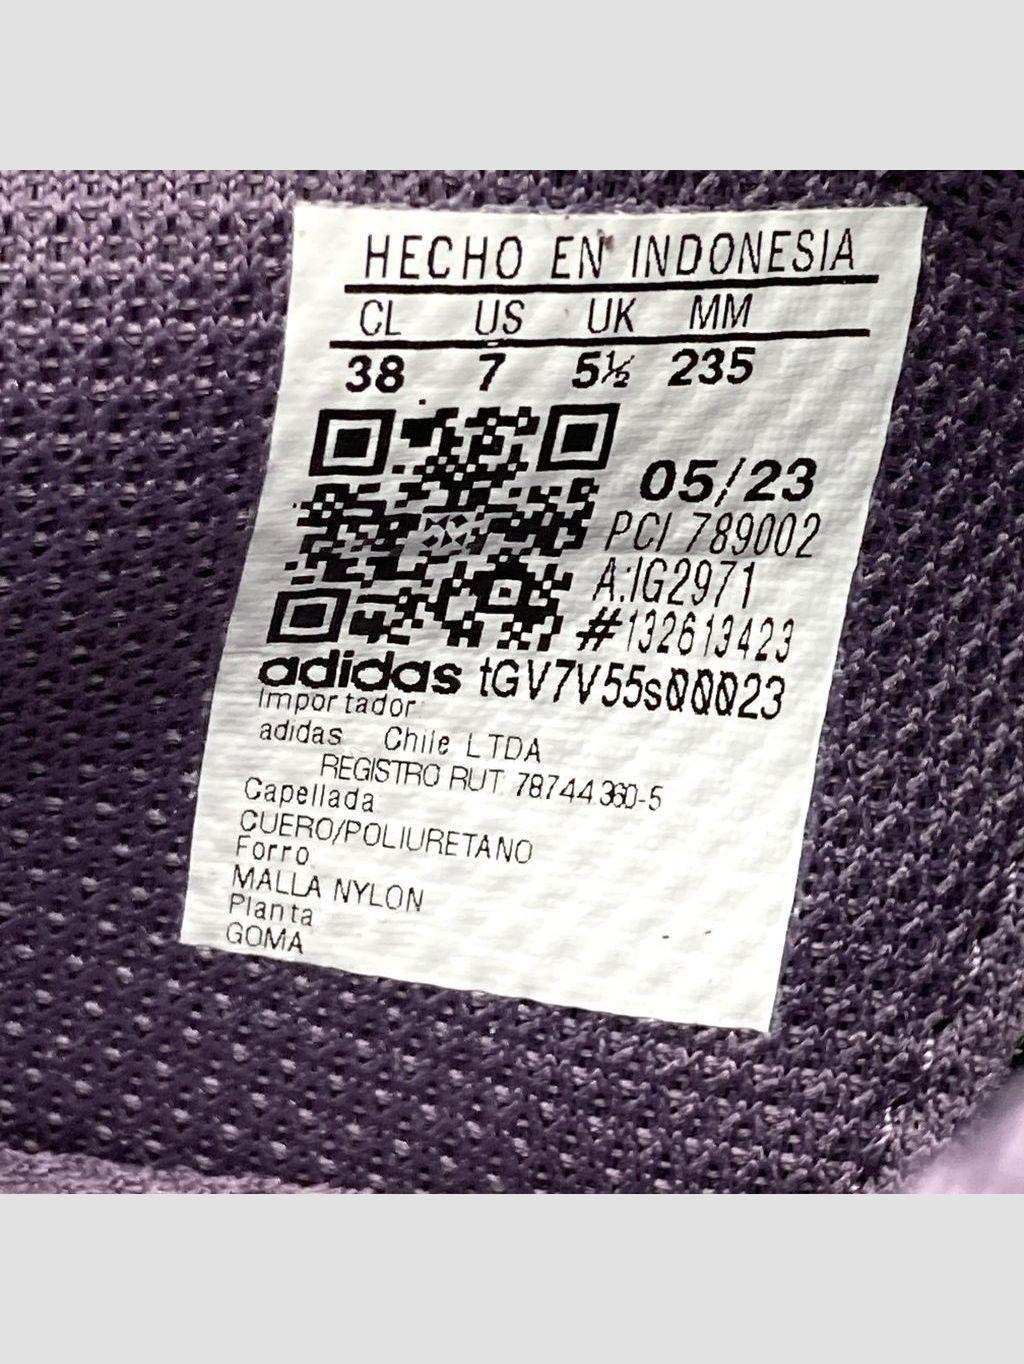 HECHO EN INDONESIA
CL US UK MM
38 7 5½ 235
05/23
PCI 789002
A:IG2971
#132613423
adidas tGV7V55s00023
Importador
adidas Chile LTDA
REGISTRO RUT 78744360-5
Capellada
CUERO/POLIURETANO
Forro
MALLA NYLON
Planta
GOMA